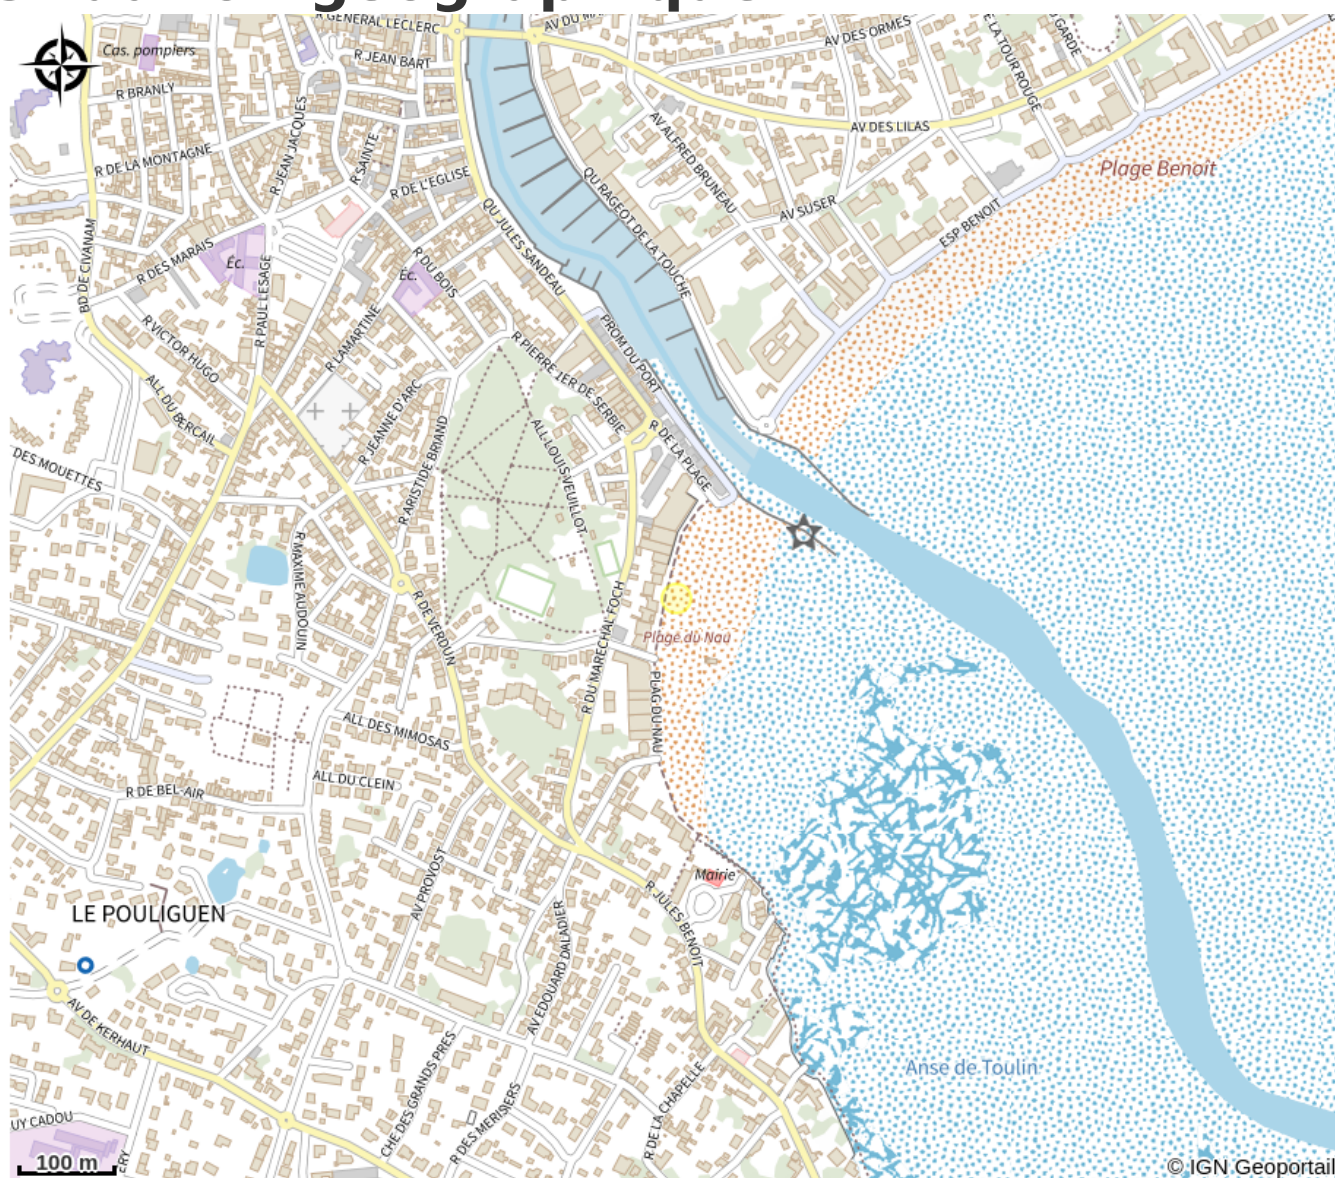 R GENERAL LECLERC
Cas. pompiers
R JEAN BART
AV DES ORMES
R BRANLY
R JEAN JACQUES
R SAINTE
AV ALFRED BRUNEAU
AV DES LILAS
Plage Benoît
R DE LA MONTAGNE
R DE L'EGLISE
QU RAGEOT DE LA TOUCHE
AV SUSER
ESP BENOIT
QU JULES SANDEAU
BD DE CIVANAM
R DES MARAIS
Éc.
R PAUL LESAGE
R DU BOIS
Éc.
R VICTOR HUGO
R LAMARTINE
PROM DU PORT
R PIERRE 1ER DE SERBIE
ALL DU BERCAIL
R JEANNE D'ARC
ALL LOUIS VEUILLOT
R DE LA PLAGE
R ARISTIDE BRIAND
DES MOUETTES
R MAXIME AUDOUIN
R DE VERDUN
R DU MARECHAL FOCH
Plage du Nau
PLAG DU NAU
ALL DES MIMOSAS
ALL DU CLEIN
R DE BEL-AIR
AV PROVOST
Mairie
R JULES BENOIT
LE POULIGUEN
AV EDOUARD DALADIER
AV DE KERHAUT
CHE DES GRANDS PRES
R DES MERISIERS
R DE LA CHAPELLE
Anse de Toulin
UY CADOU
100 m
© IGN Geoportail